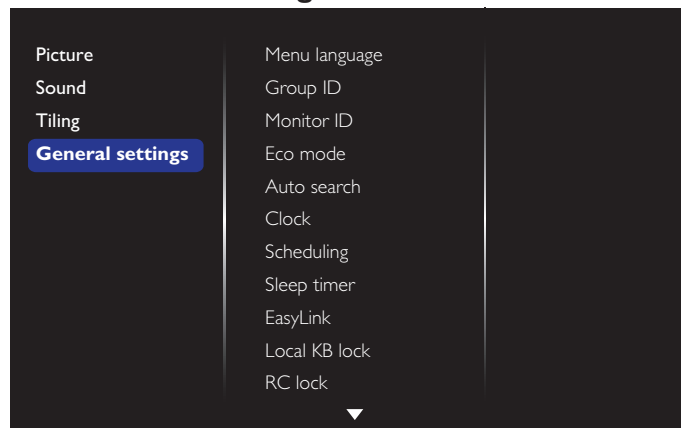 Picture
Sound
Tiling
General settings
Menu language
Group ID
Monitor ID
Eco mode
Auto search
Clock
Scheduling
Sleep timer
EasyLink
Local KB lock
RC lock